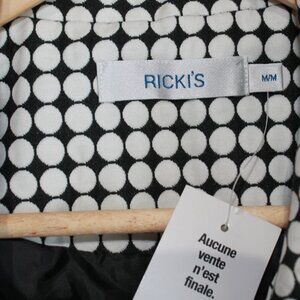 RICKI'S
M/M
Aucune
vente
n'est
finale.